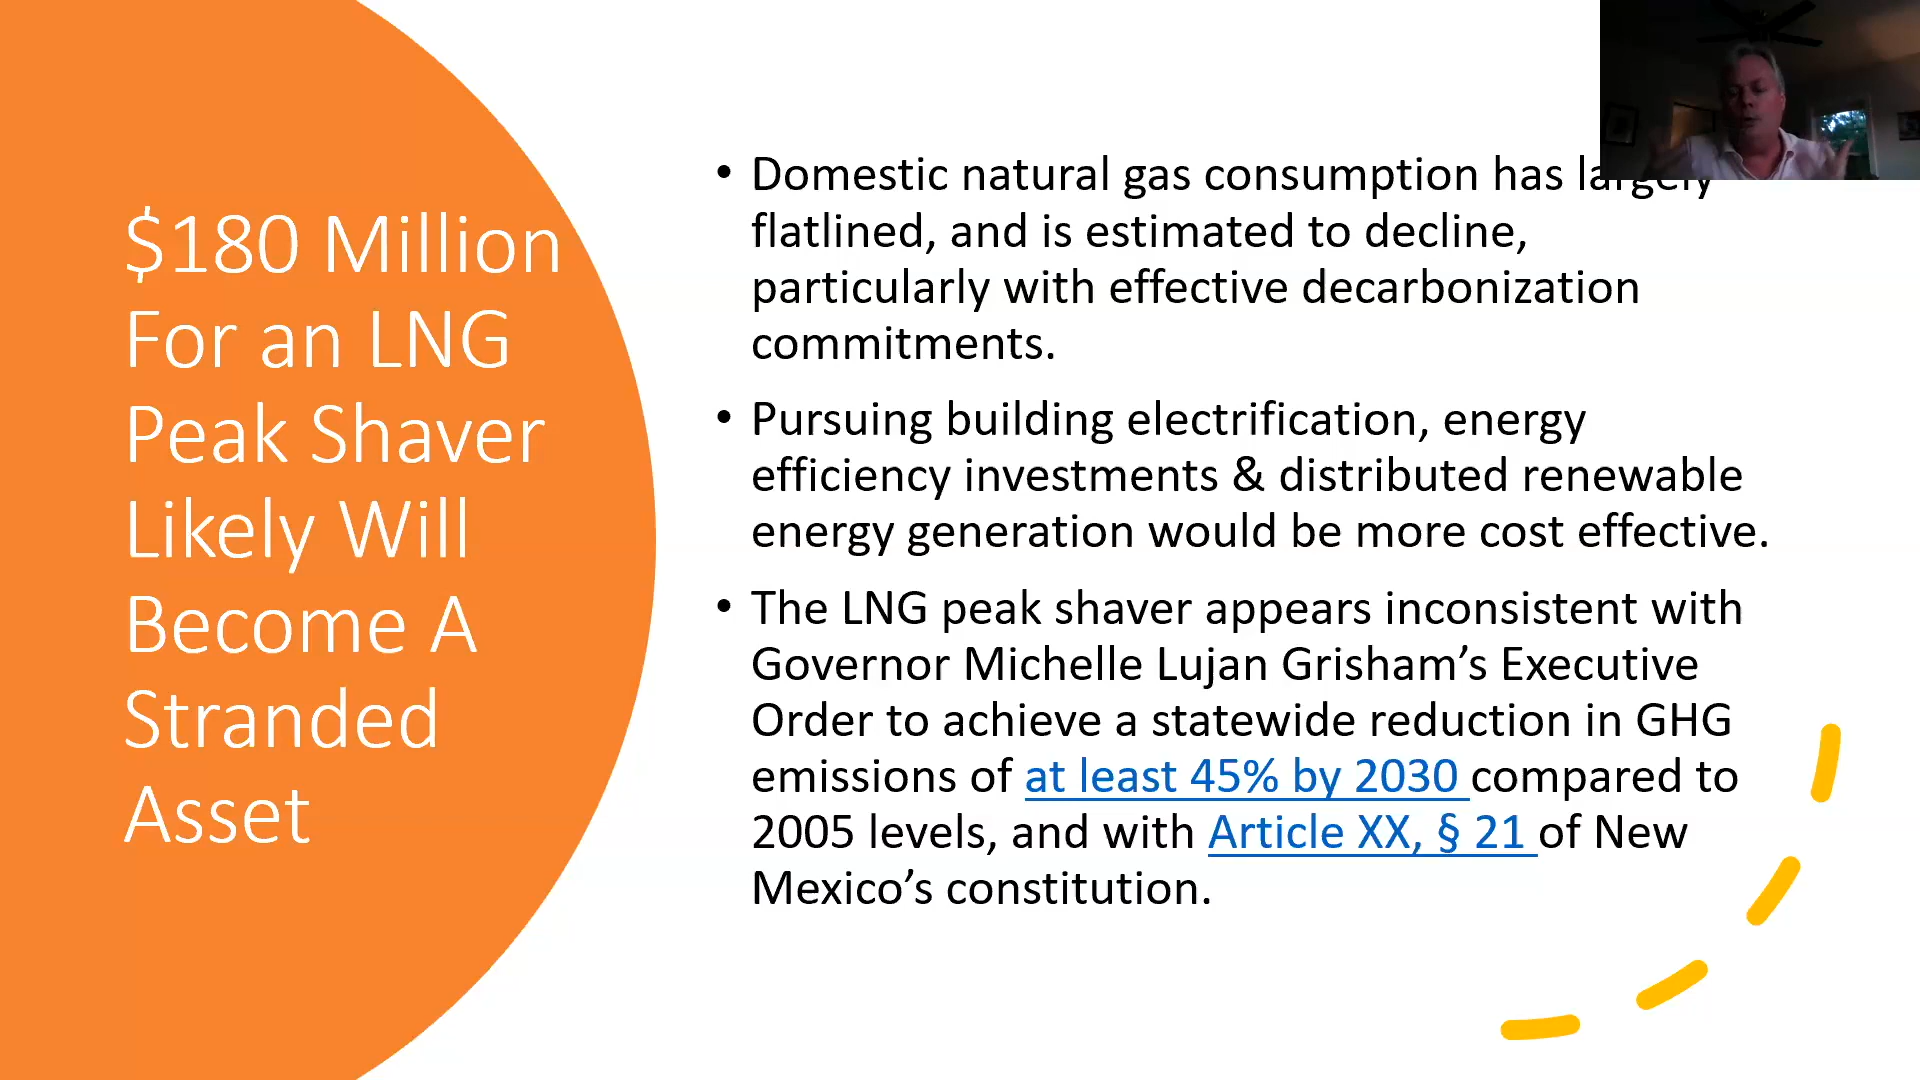 $180 Million
For an LNG
Peak Shaver
Likely Will
Become A
Stranded
Asset
• Domestic natural gas consumption has largely
flatlined, and is estimated to decline,
particularly with effective decarbonization
commitments.
• Pursuing building electrification, energy
efficiency investments & distributed renewable
energy generation would be more cost effective.
• The LNG peak shaver appears inconsistent with
Governor Michelle Lujan Grisham’s Executive
Order to achieve a statewide reduction in GHG
emissions of at least 45% by 2030 compared to
2005 levels, and with Article XX, § 21 of New
Mexico’s constitution.